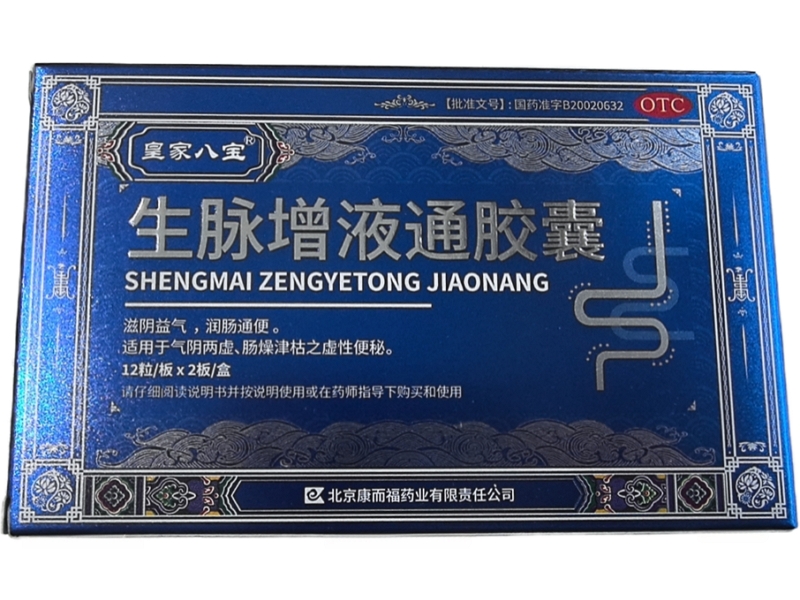 【批准文号】:国药准字B20020632
OTC
皇家八宝®
生脉增液通胶囊
SHENGMAI ZENGYETONG JIAONANG
滋阴益气，润肠通便。
适用于气阴两虚、肠燥津枯之虚性便秘。
12粒/板 x 2板/盒
请仔细阅读说明书并按说明使用或在药师指导下购买和使用
北京康而福药业有限责任公司